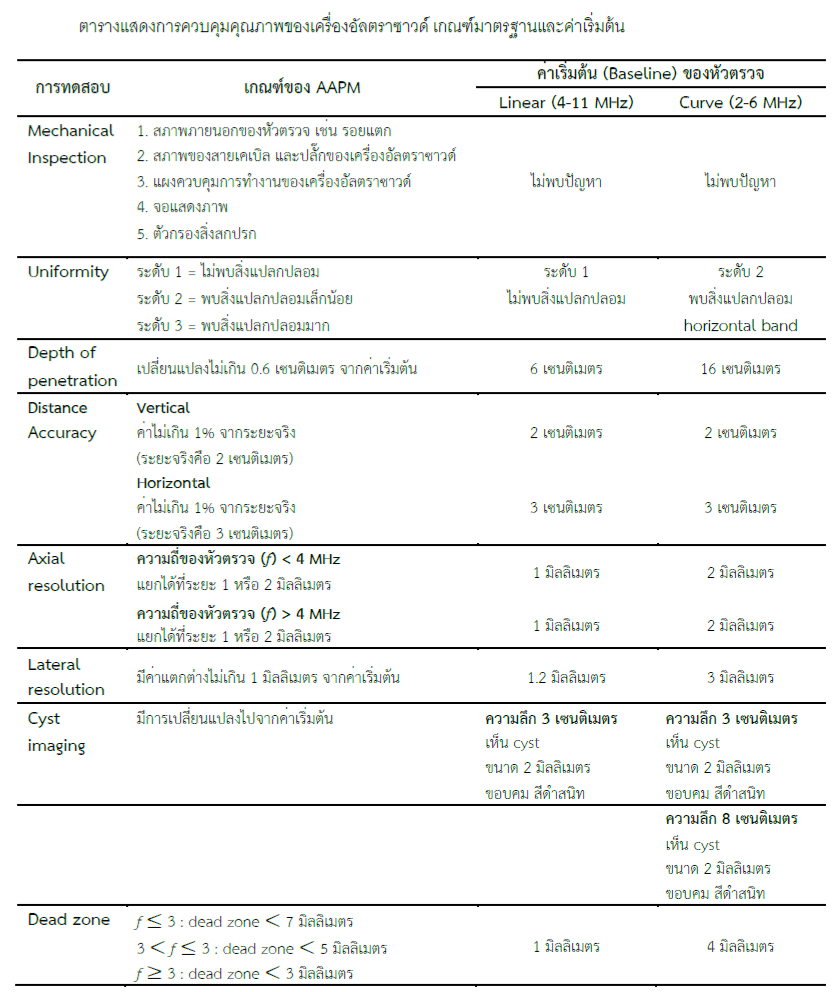 ตารางแสดงการควบคุมคุณภาพของเครื่องอัลตราซาวด์ เกณฑ์มาตรฐานและค่าเริ่มต้น
การทดสอบ เกณฑ์ของ AAPM ค่าเริ่มต้น (Baseline) ของหัวตรวจ
Linear (4-11 MHz) Curve (2-6 MHz)
Mechanical 1. สภาพภายนอกของหัวตรวจ เช่น รอยแตก
Inspection 2. สภาพของสายเคเบิล และปลั๊กของเครื่องอัลตราซาวด์
3. แผงควบคุมการทำงานของเครื่องอัลตราซาวด์ ไม่พบปัญหา ไม่พบปัญหา
4. จอแสดงภาพ
5. ตัวกรองสิ่งสกปรก
Uniformity ระดับ 1 = ไม่พบสิ่งแปลกปลอม ระดับ 1 ระดับ 2
ระดับ 2 = พบสิ่งแปลกปลอมเล็กน้อย ไม่พบสิ่งแปลกปลอม พบสิ่งแปลกปลอม
ระดับ 3 = พบสิ่งแปลกปลอมมาก horizontal band
Depth of
penetration เปลี่ยนแปลงไม่เกิน 0.6 เซนติเมตร จากค่าเริ่มต้น 6 เซนติเมตร 16 เซนติเมตร
Distance Vertical
Accuracy ค่าไม่เกิน 1% จากระยะจริง 2 เซนติเมตร 2 เซนติเมตร
(ระยะจริงคือ 2 เซนติเมตร)
Horizontal
ค่าไม่เกิน 1% จากระยะจริง 3 เซนติเมตร 3 เซนติเมตร
(ระยะจริงคือ 3 เซนติเมตร)
Axial ความถี่ของหัวตรวจ (f) < 4 MHz
resolution แยกได้ที่ระยะ 1 หรือ 2 มิลลิเมตร 1 มิลลิเมตร 2 มิลลิเมตร
ความถี่ของหัวตรวจ (f) > 4 MHz
แยกได้ที่ระยะ 1 หรือ 2 มิลลิเมตร 1 มิลลิเมตร 2 มิลลิเมตร
Lateral
resolution มีค่าแตกต่างไม่เกิน 1 มิลลิเมตร จากค่าเริ่มต้น 1.2 มิลลิเมตร 3 มิลลิเมตร
Cyst มีการเปลี่ยนแปลงไปจากค่าเริ่มต้น ความลึก 3 เซนติเมตร ความลึก 3 เซนติเมตร
imaging เห็น cyst เห็น cyst
ขนาด 2 มิลลิเมตร ขนาด 2 มิลลิเมตร
ขอบคม สีดำสนิท ขอบคม สีดำสนิท
ความลึก 8 เซนติเมตร
เห็น cyst
ขนาด 2 มิลลิเมตร
ขอบคม สีดำสนิท
Dead zone f ≤ 3 : dead zone < 7 มิลลิเมตร
3 < f ≤ 3 : dead zone < 5 มิลลิเมตร 1 มิลลิเมตร 4 มิลลิเมตร
f ≥ 3 : dead zone < 3 มิลลิเมตร